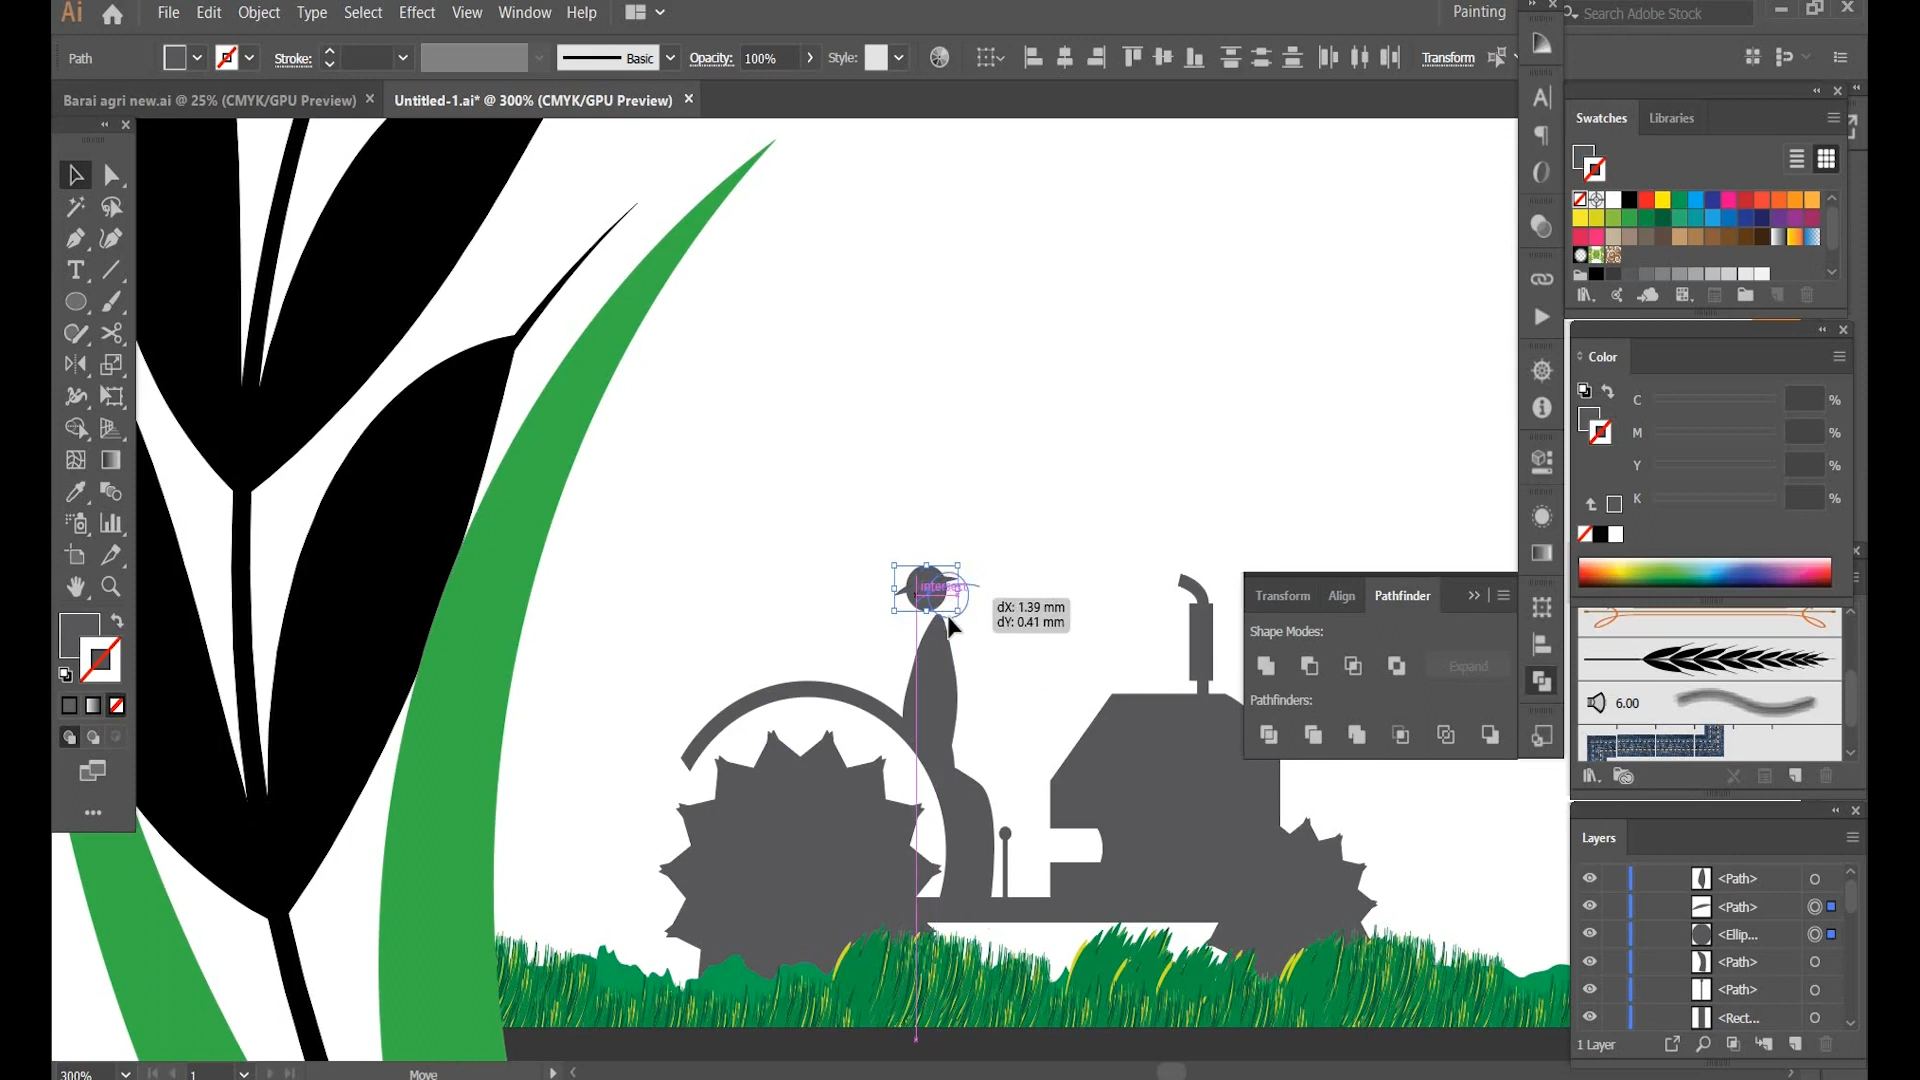 Ai File Edit Object Type Select Effect View Window Help Painting Search Adobe Stock
Path Stroke: Basic Opacity: 100% Style: Transform
Barai agri new.ai @ 25% (CMYK/GPU Preview) × Untitled-1.ai* @ 300% (CMYK/GPU Preview) ×
Swatches Libraries
Color
C %
M %
Y %
K %
intersect
dX: 1.39 mm
dY: 0.41 mm
Transform Align Pathfinder
Shape Modes:
Expand
Pathfinders:
6.00
Layers
<Path>
<Path>
<Ellip...
<Path>
<Path>
<Rect...
1 Layer
300% 1 Move